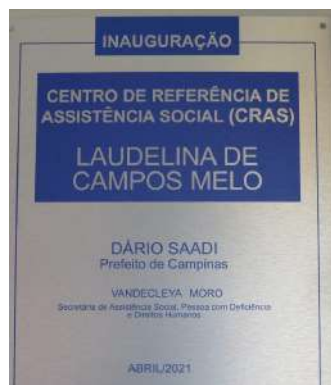 INAUGURAÇÃO
CENTRO DE REFERÊNCIA DE
ASSISTÊNCIA SOCIAL (CRAS)
LAUDELINA DE
CAMPOS MELO
DÁRIO SAADI
Prefeito de Campinas
VANDECLEYA MORO
Secretária de Assistência Social, Pessoa com Deficiência
e Direitos Humanos
ABRIL/2021